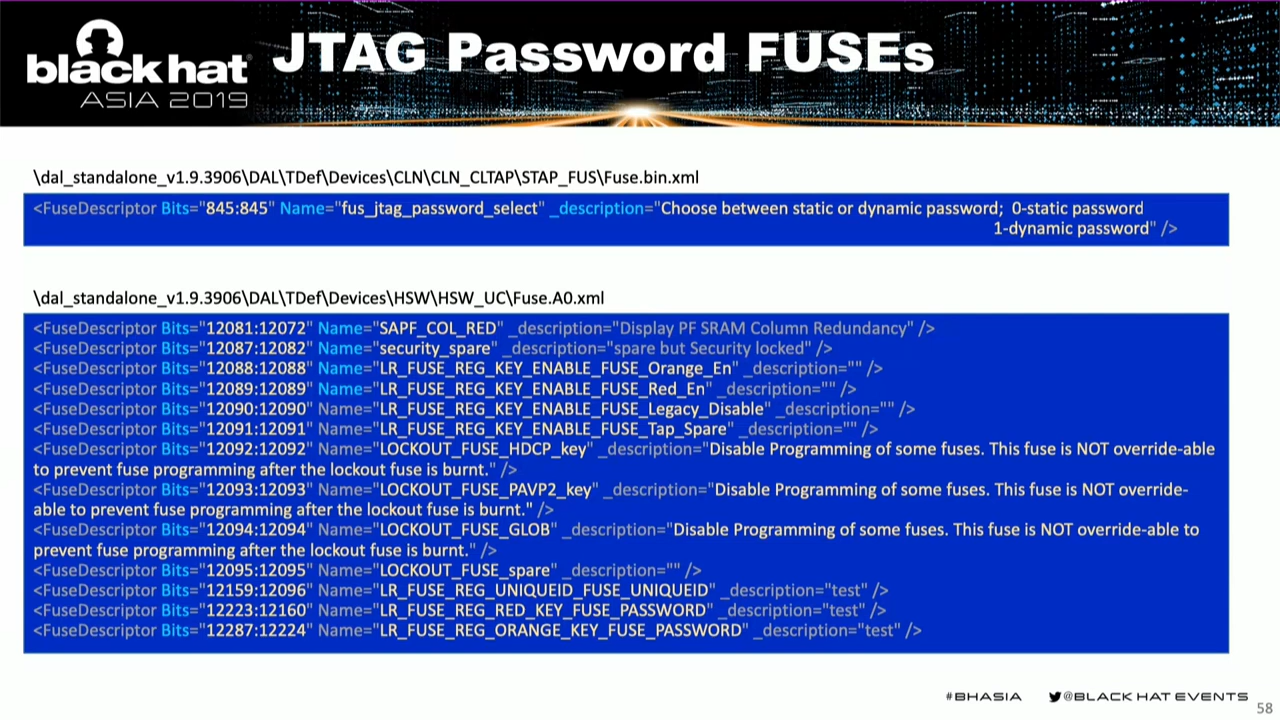 black hat®
ASIA 2019
JTAG Password FUSEs
\dal_standalone_v1.9.3906\DAL\TDef\Devices\CLN\CLN_CLTAP\STAP_FUS\Fuse.bin.xml
<FuseDescriptor Bits="845:845" Name="fus_jtag_password_select" _description="Choose between static or dynamic password; 0-static password
1-dynamic password" />
\dal_standalone_v1.9.3906\DAL\TDef\Devices\HSW\HSW_UC\Fuse.A0.xml
<FuseDescriptor Bits="12081:12072" Name="SAPF_COL_RED" _description="Display PF SRAM Column Redundancy" />
<FuseDescriptor Bits="12087:12082" Name="security_spare" _description="spare but Security locked" />
<FuseDescriptor Bits="12088:12088" Name="LR_FUSE_REG_KEY_ENABLE_FUSE_Orange_En" _description="" />
<FuseDescriptor Bits="12089:12089" Name="LR_FUSE_REG_KEY_ENABLE_FUSE_Red_En" _description="" />
<FuseDescriptor Bits="12090:12090" Name="LR_FUSE_REG_KEY_ENABLE_FUSE_Legacy_Disable" _description="" />
<FuseDescriptor Bits="12091:12091" Name="LR_FUSE_REG_KEY_ENABLE_FUSE_Tap_Spare" _description="" />
<FuseDescriptor Bits="12092:12092" Name="LOCKOUT_FUSE_HDCP_key" _description="Disable Programming of some fuses. This fuse is NOT override-able
to prevent fuse programming after the lockout fuse is burnt." />
<FuseDescriptor Bits="12093:12093" Name="LOCKOUT_FUSE_PAVP2_key" _description="Disable Programming of some fuses. This fuse is NOT override-
able to prevent fuse programming after the lockout fuse is burnt." />
<FuseDescriptor Bits="12094:12094" Name="LOCKOUT_FUSE_GLOB" _description="Disable Programming of some fuses. This fuse is NOT override-able to
prevent fuse programming after the lockout fuse is burnt." />
<FuseDescriptor Bits="12095:12095" Name="LOCKOUT_FUSE_spare" _description="" />
<FuseDescriptor Bits="12159:12096" Name="LR_FUSE_REG_UNIQUEID_FUSE_UNIQUEID" _description="test" />
<FuseDescriptor Bits="12223:12160" Name="LR_FUSE_REG_RED_KEY_FUSE_PASSWORD" _description="test" />
<FuseDescriptor Bits="12287:12224" Name="LR_FUSE_REG_ORANGE_KEY_FUSE_PASSWORD" _description="test" />
#BHASIA @BLACK HAT EVENTS
58